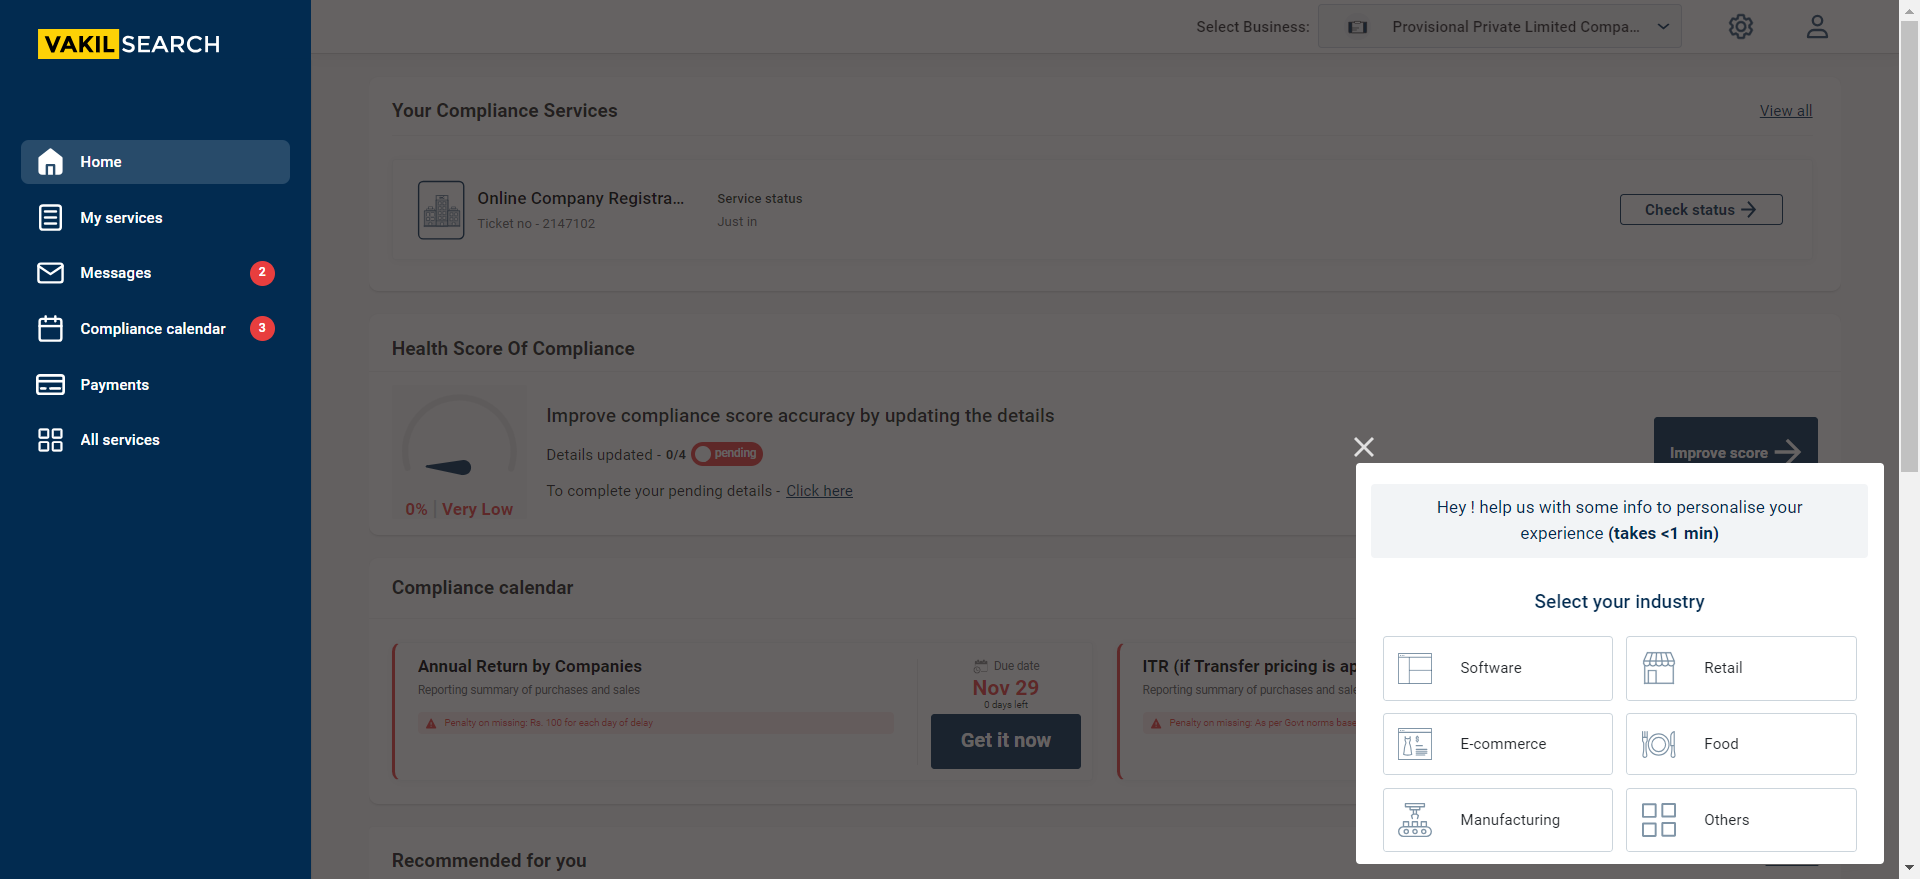 VAKILSEARCH
Home
My services
Messages 2
Compliance calendar 3
Payments
All services
Select Business: Provisional Private Limited Compa...
Your Compliance Services
View all
Online Company Registra...
Ticket no - 2147102
Service status
Just in
Check status
Health Score Of Compliance
Improve compliance score accuracy by updating the details
Details updated - 0/4 pending
To complete your pending details - Click here
0% | Very Low
Improve score
Compliance calendar
Annual Return by Companies
Reporting summary of purchases and sales
Penalty on missing: Rs. 100 for each day of delay
Due date
Nov 29
0 days left
Get it now
ITR (if Transfer pricing is ap
Reporting summary of purchases and sale
Penalty on missing: As per Govt norms base
Recommended for you
Hey ! help us with some info to personalise your
experience (takes <1 min)
Select your industry
Software
Retail
E-commerce
Food
Manufacturing
Others